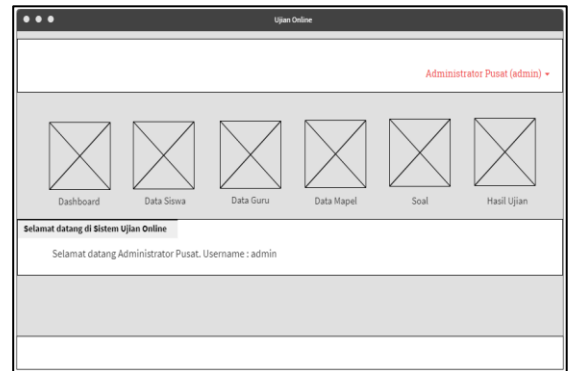 Ujian Online
Administrator Pusat (admin)
Dashboard Data Siswa Data Guru Data Mapel Soal Hasil Ujian
Selamat datang di Sistem Ujian Online
Selamat datang Administrator Pusat. Username : admin